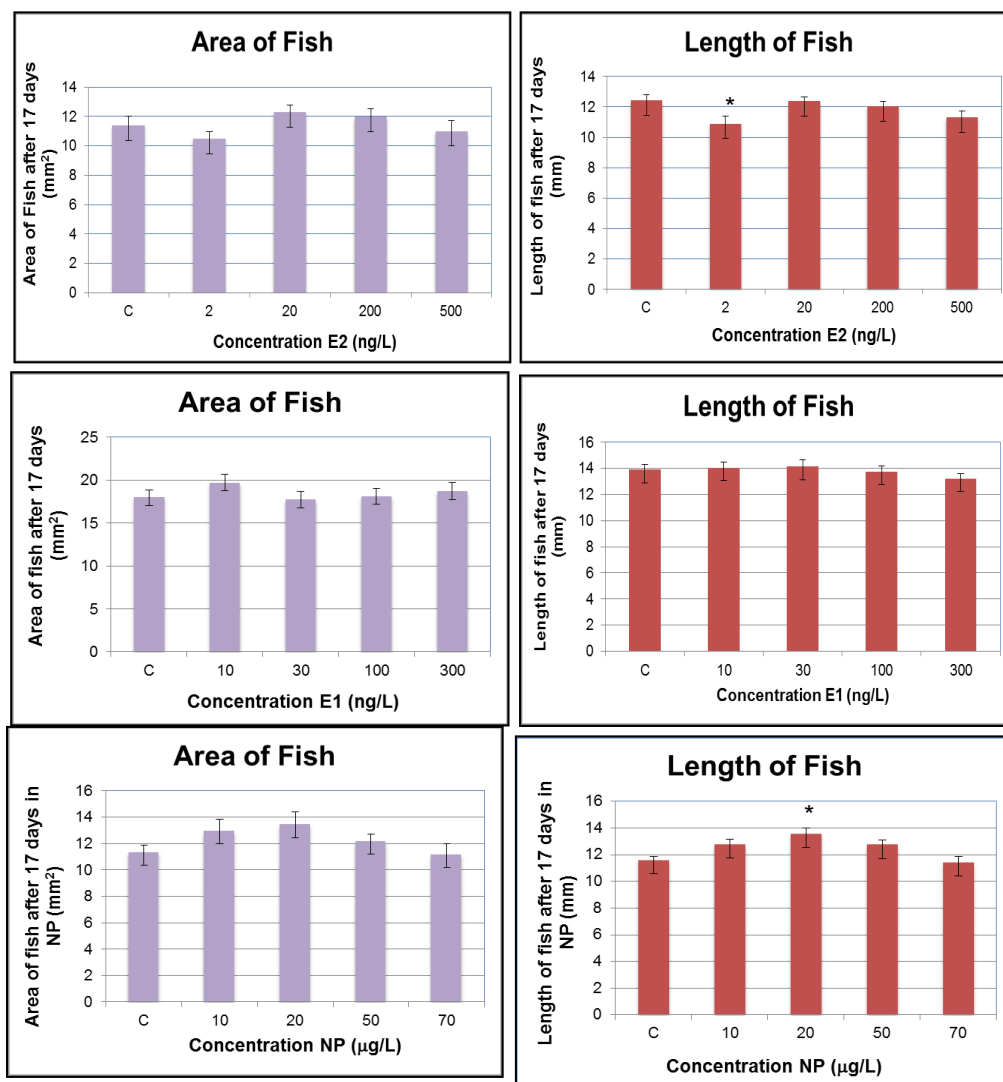 Area of Fish
Area of Fish after 17 days
(mm²)
14
12
10
8
6
4
2
0
C 2 20 200 500
Concentration E2 (ng/L)
Length of Fish
Length of fish after 17 days
(mm)
14
12
10
8
6
4
2
0
*
C 2 20 200 500
Concentration E2 (ng/L)
Area of Fish
Area of fish after 17 days
(mm²)
25
20
15
10
5
0
C 10 30 100 300
Concentration E1 (ng/L)
Length of Fish
Length of fish after 17 days
(mm)
16
14
12
10
8
6
4
2
0
C 10 30 100 300
Concentration E1 (ng/L)
Area of Fish
Area of fish after 17 days in
NP (mm²)
16
14
12
10
8
6
4
2
0
C 10 20 50 70
Concentration NP (µg/L)
Length of Fish
Length of fish after 17 days in
NP (mm)
16
14
12
10
8
6
4
2
0
*
C 10 20 50 70
Concentration NP (µg/L)